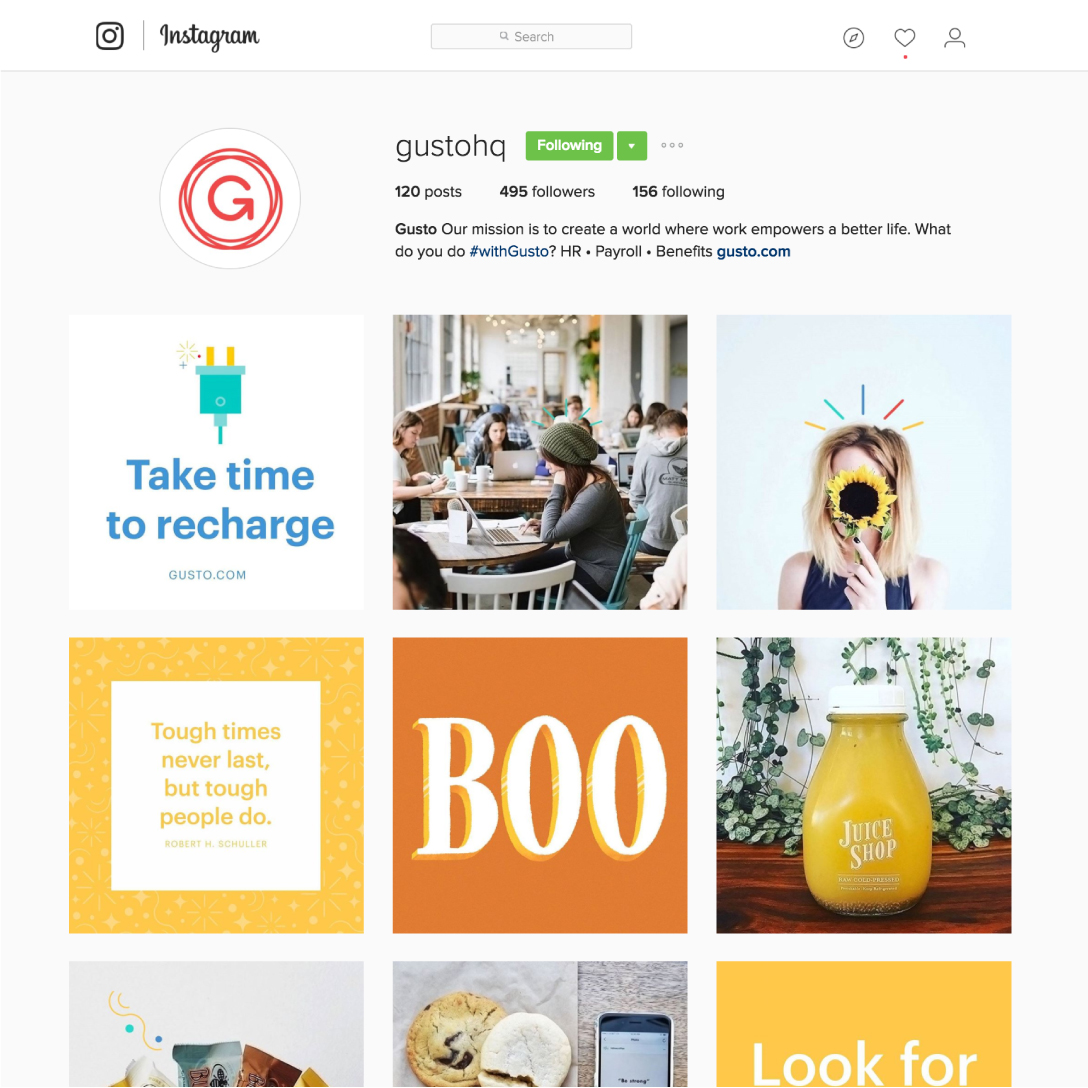 Instagram
Search
gustohq Following
120 posts 495 followers 156 following
Gusto Our mission is to create a world where work empowers a better life. What
do you do #withGusto? HR • Payroll • Benefits gusto.com
G
Take time
to recharge
GUSTO.COM
Tough times
never last,
but tough
people do.
ROBERT H. SCHULLER
BOO
JUICE
SHOP
RAW COLD-PRESSED
"Be strong"
Look for